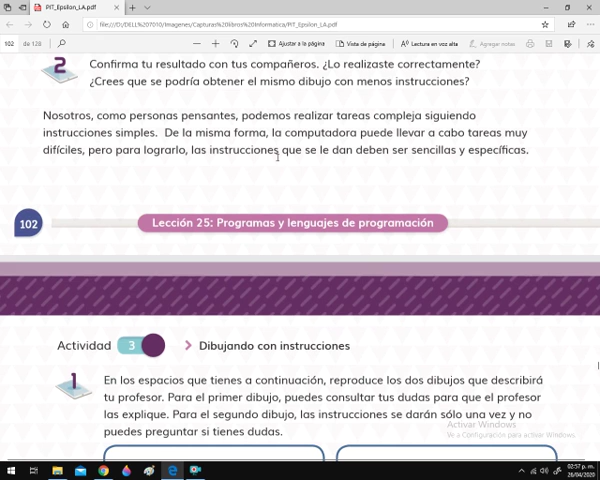 PIT_Epsilon_LA.pdf
file:///D:/DELL%207010/Imagenes/Capturas%20libros%20Informatica/PIT_Epsilon_LA.pdf
102 de 128
Ajustar a la página
Vista de página
Lectura en voz alta
Agregar notas
2 Confirma tu resultado con tus compañeros. ¿Lo realizaste correctamente?
¿Crees que se podría obtener el mismo dibujo con menos instrucciones?
Nosotros, como personas pensantes, podemos realizar tareas compleja siguiendo
instrucciones simples. De la misma forma, la computadora puede llevar a cabo tareas muy
difíciles, pero para lograrlo, las instrucciones que se le dan deben ser sencillas y específicas.
102
Lección 25: Programas y lenguajes de programación
Actividad 3 Dibujando con instrucciones
1 En los espacios que tienes a continuación, reproduce los dos dibujos que describirá
tu profesor. Para el primer dibujo, puedes consultar tus dudas para que el profesor
las explique. Para el segundo dibujo, las instrucciones se darán sólo una vez y no
puedes preguntar si tienes dudas.
Activar Windows
Ve a Configuración para activar Windows.
02:57 p. m.
26/04/2020